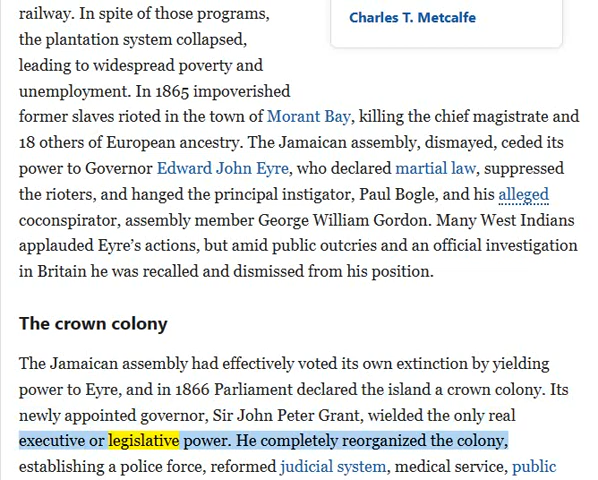 railway. In spite of those programs,
Charles T. Metcalfe
the plantation system collapsed,
leading to widespread poverty and
unemployment. In 1865 impoverished
former slaves rioted in the town of Morant Bay, killing the chief magistrate and
18 others of European ancestry. The Jamaican assembly, dismayed, ceded its
power to Governor Edward John Eyre, who declared martial law, suppressed
the rioters, and hanged the principal instigator, Paul Bogle, and his alleged
coconspirator, assembly member George William Gordon. Many West Indians
applauded Eyre’s actions, but amid public outcries and an official investigation
in Britain he was recalled and dismissed from his position.
The crown colony
The Jamaican assembly had effectively voted its own extinction by yielding
power to Eyre, and in 1866 Parliament declared the island a crown colony. Its
newly appointed governor, Sir John Peter Grant, wielded the only real
executive or legislative power. He completely reorganized the colony,
establishing a police force, reformed judicial system, medical service, public